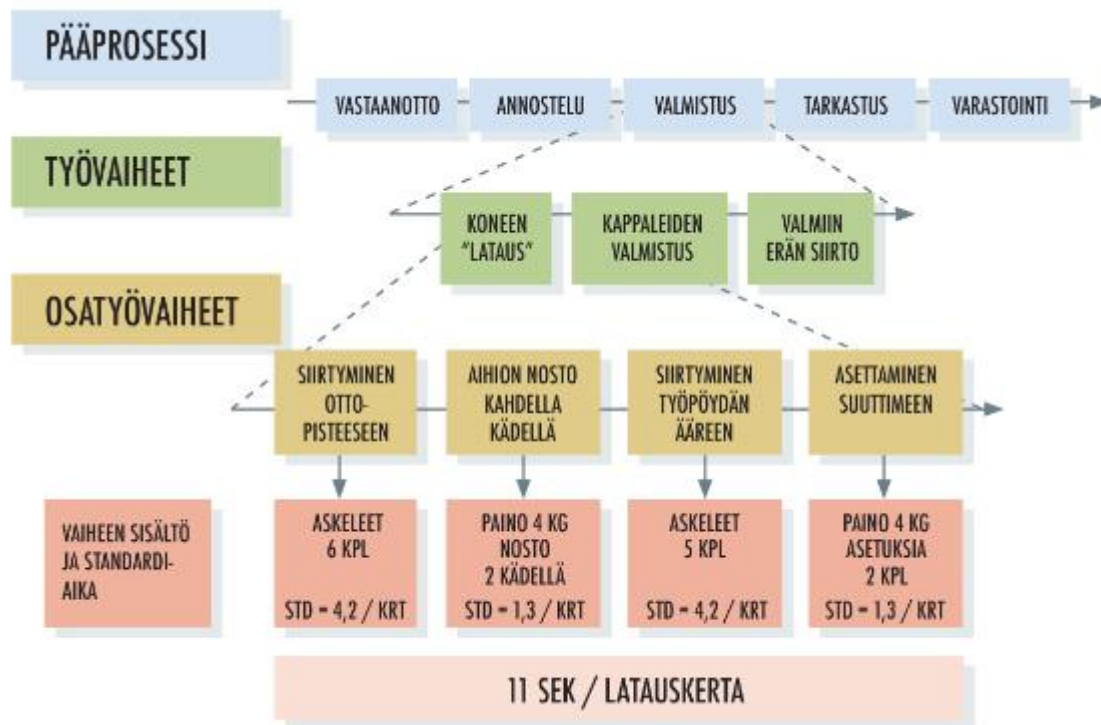 PÄÄPROSESSI
VASTAANOTTO
ANNOSTELU
VALMISTUS
TARKASTUS
VARASTOINTI
TYÖVAIHEET
KONEEN
"LATAUS"
KAPPALEIDEN
VALMISTUS
VALMIIN
ERÄN SIIRTO
OSATYÖVAIHEET
SIIRTYMINEN
OTTO-
PISTEESEEN
AIHION NOSTO
KAHDELLA
KÄDELLÄ
SIIRTYMINEN
TYÖPÖYDÄN
ÄÄREEN
ASETTAMINEN
SUUTTIMEEN
VAIHEEN SISÄLTÖ
JA STANDARDI-
AIKA
ASKELEET
6 KPL
STD = 4,2 / KRT
PAINO 4 KG
NOSTO
2 KÄDELLÄ
STD = 1,3 / KRT
ASKELEET
5 KPL
STD = 4,2 / KRT
PAINO 4 KG
ASETUKSIA
2 KPL
STD = 1,3 / KRT
11 SEK / LATAUSKERTA